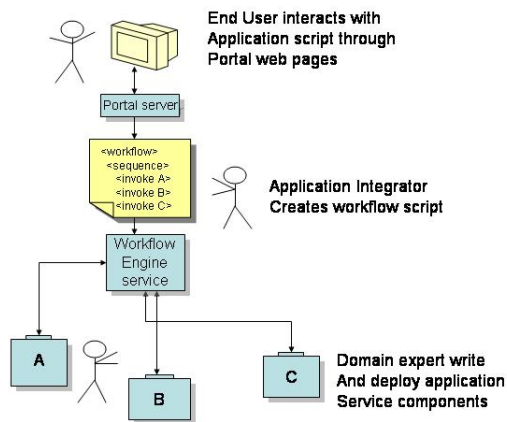 End User interacts with
Application script through
Portal web pages
Portal server
<workflow>
<sequence>
<invoke A>
<invoke B>
<invoke C>
Application Integrator
Creates workflow script
Workflow
Engine
service
A
B
C
Domain expert write
And deploy application
Service components